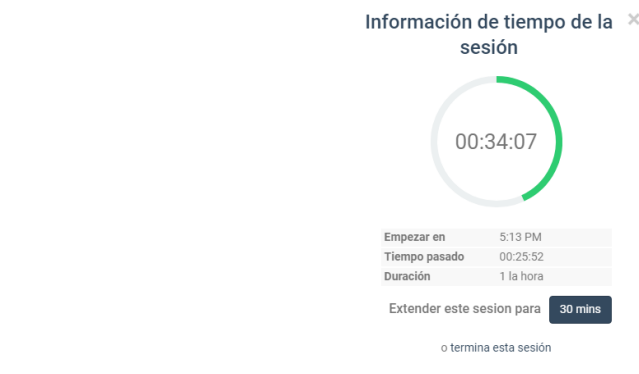 Información de tiempo de la
sesión
×
00:34:07
Empezar en 5:13 PM
Tiempo pasado 00:25:52
Duración 1 la hora
Extender este sesion para 30 mins
o termina esta sesión